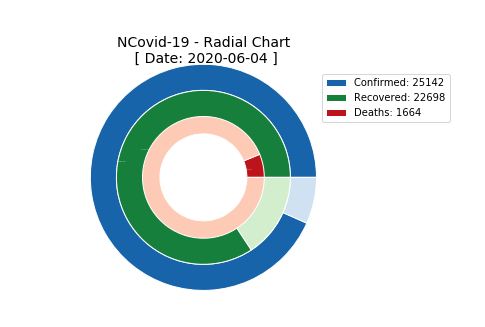 NCovid-19 - Radial Chart
[ Date: 2020-06-04 ]
Confirmed: 25142
Recovered: 22698
Deaths: 1664